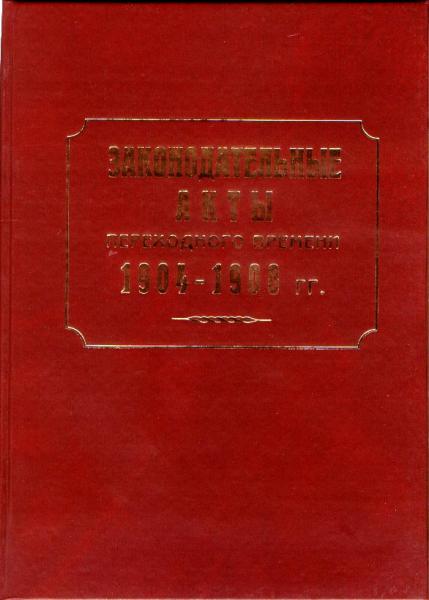 ЗАКОНОДАТЕЛЬНЫЕ
АКТЫ
ПЕРЕХОДНОГО ВРЕМЕНИ
1904-1908 гг.